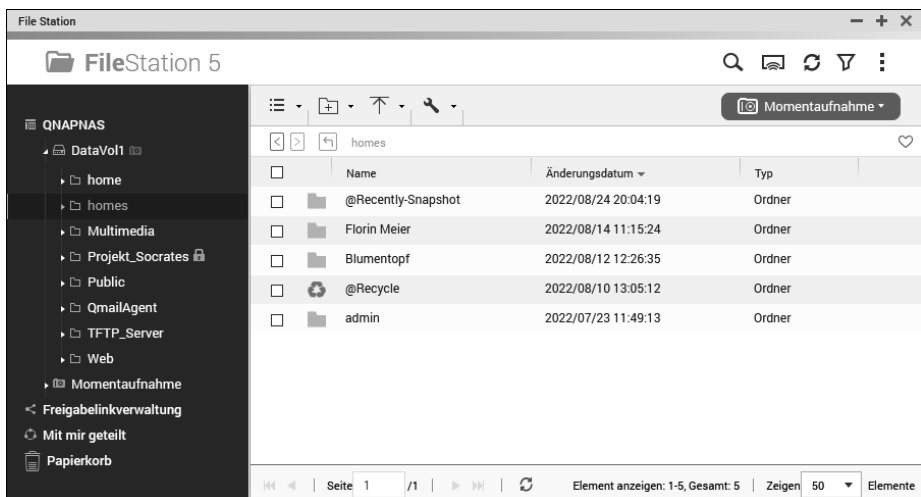 File Station
FileStation 5
QNAPNAS
DataVol1
home
homes
Multimedia
Projekt_Socrates
Public
QmailAgent
TFTP_Server
Web
Momentaufnahme
Freigabelinkverwaltung
Mit mir geteilt
Papierkorb
Momentaufnahme
homes
Name Änderungsdatum Typ
@Recently-Snapshot 2022/08/24 20:04:19 Ordner
Florin Meier 2022/08/14 11:15:24 Ordner
Blumentopf 2022/08/12 12:26:35 Ordner
@Recycle 2022/08/10 13:05:12 Ordner
admin 2022/07/23 11:49:13 Ordner
Seite 1 /1 Element anzeigen: 1-5, Gesamt: 5 Zeigen 50 Elemente